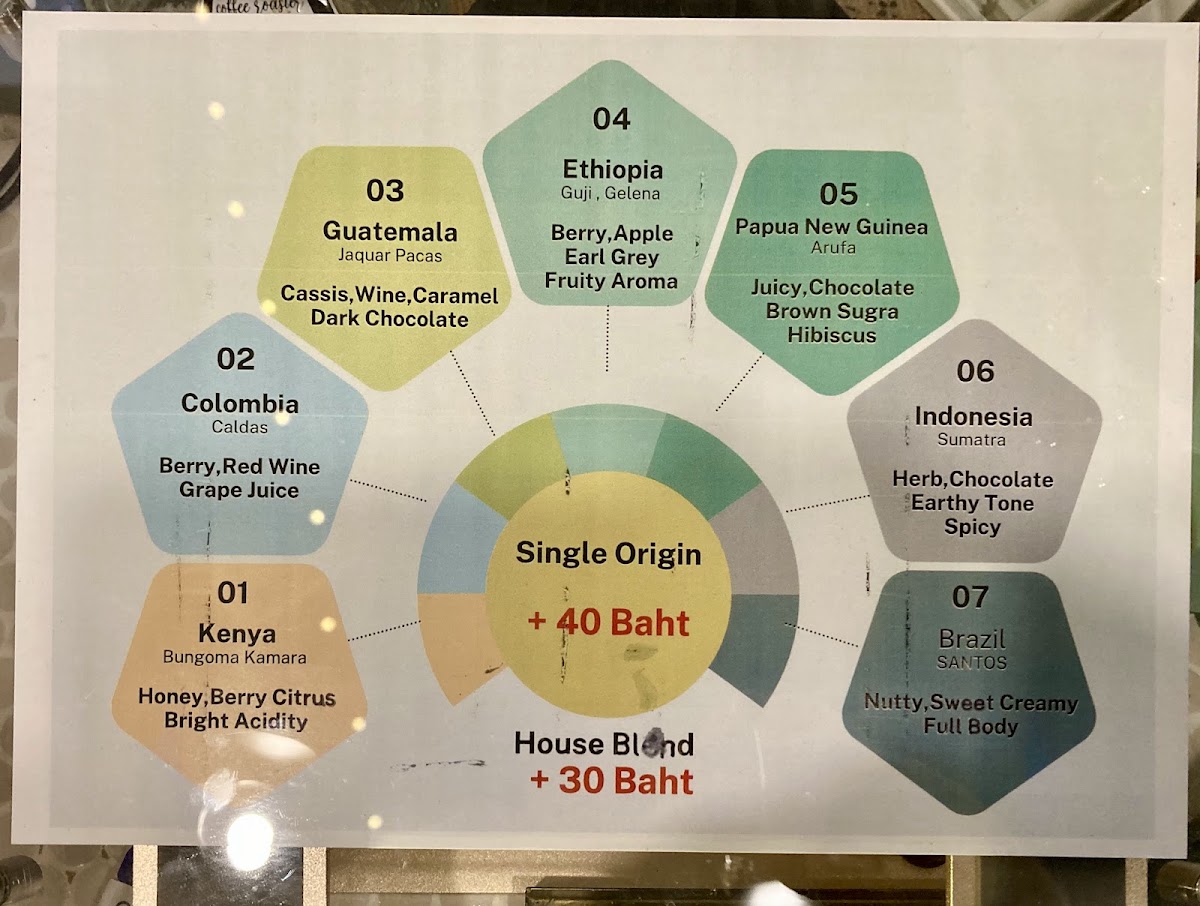 coffee roaster
04
Ethiopia
Guji , Gelena
Berry,Apple
Earl Grey
Fruity Aroma
03
Guatemala
Jaquar Pacas
Cassis,Wine,Caramel
Dark Chocolate
05
Papua New Guinea
Arufa
Juicy,Chocolate
Brown Sugra
Hibiscus
02
Colombia
Caldas
Berry,Red Wine
Grape Juice
06
Indonesia
Sumatra
Herb,Chocolate
Earthy Tone
Spicy
01
Kenya
Bungoma Kamara
Honey,Berry Citrus
Bright Acidity
07
Brazil
SANTOS
Nutty,Sweet Creamy
Full Body
Single Origin
+ 40 Baht
House Blend
+ 30 Baht